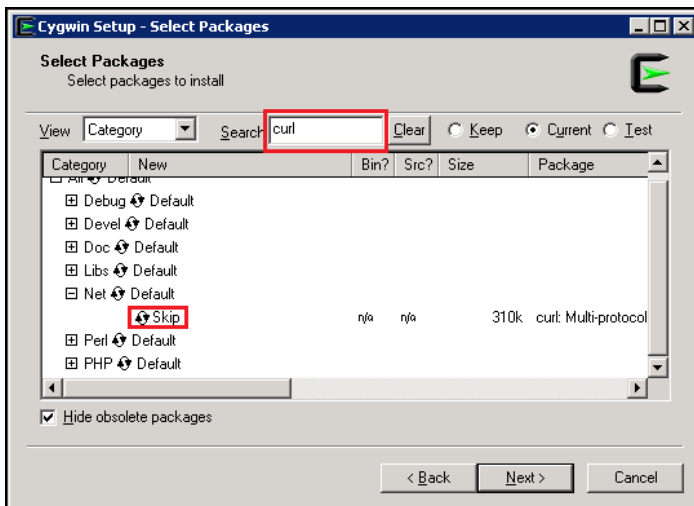 Cygwin Setup - Select Packages
Select Packages
Select packages to install
View Category Search curl Clear Keep Current Test
Category New Bin? Src? Size Package
All Default
Debug Default
Devel Default
Doc Default
Libs Default
Net Default
Skip n/a n/a 310k curl: Multi-protocol
Perl Default
PHP Default
Hide obsolete packages
< Back Next > Cancel